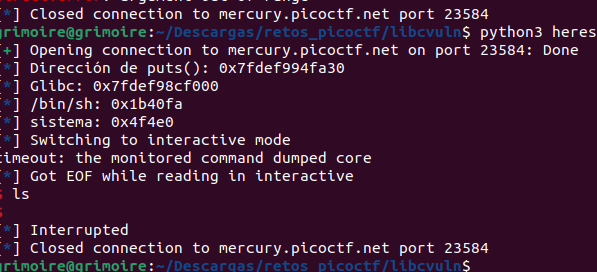 [*] Closed connection to mercury.picoctf.net port 23584
grimoire@grimoire:~/Descargas/retos_picoctf/libcvuln$ python3 heres
[+] Opening connection to mercury.picoctf.net on port 23584: Done
[*] Dirección de puts(): 0x7fdef994fa30
[*] Glibc: 0x7fdef98cf000
[*] /bin/sh: 0x1b40fa
[*] sistema: 0x4f4e0
[*] Switching to interactive mode
timeout: the monitored command dumped core
[*] Got EOF while reading in interactive
$ ls
$
[*] Interrupted
[*] Closed connection to mercury.picoctf.net port 23584
grimoire@grimoire:~/Descargas/retos_picoctf/libcvuln$